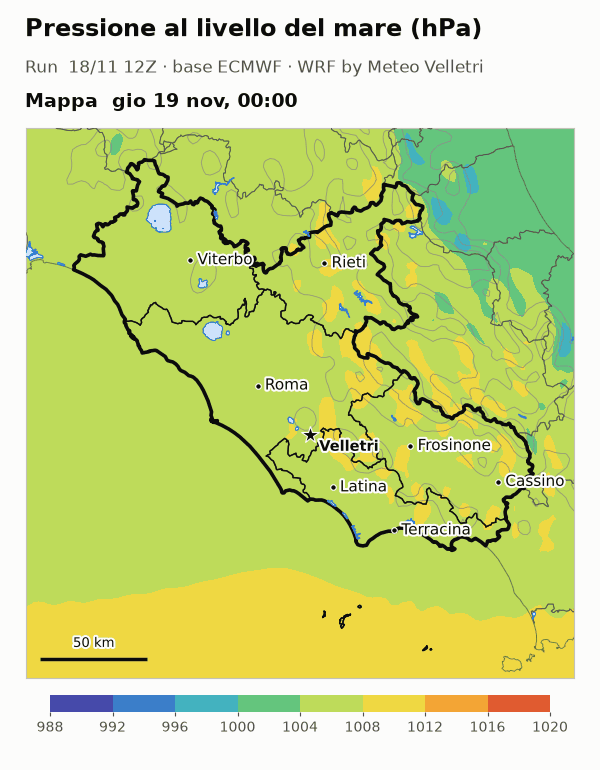 Pressione al livello del mare (hPa)
Run  18/11 12Z · base ECMWF · WRF by Meteo Velletri
Mappa  gio 19 nov, 00:00
Viterbo
Rieti
Roma
Velletri
Frosinone
Cassino
Latina
Terracina
50 km
988 992 996 1000 1004 1008 1012 1016 1020